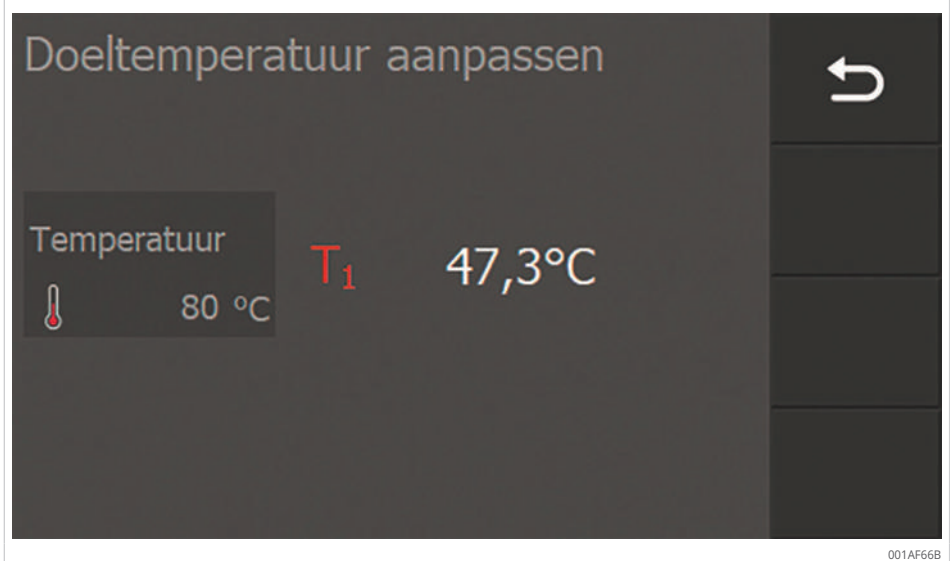 Doeltemperatuur aanpassen
Temperatuur
80 °C
T₁
47,3°C
001AF66B